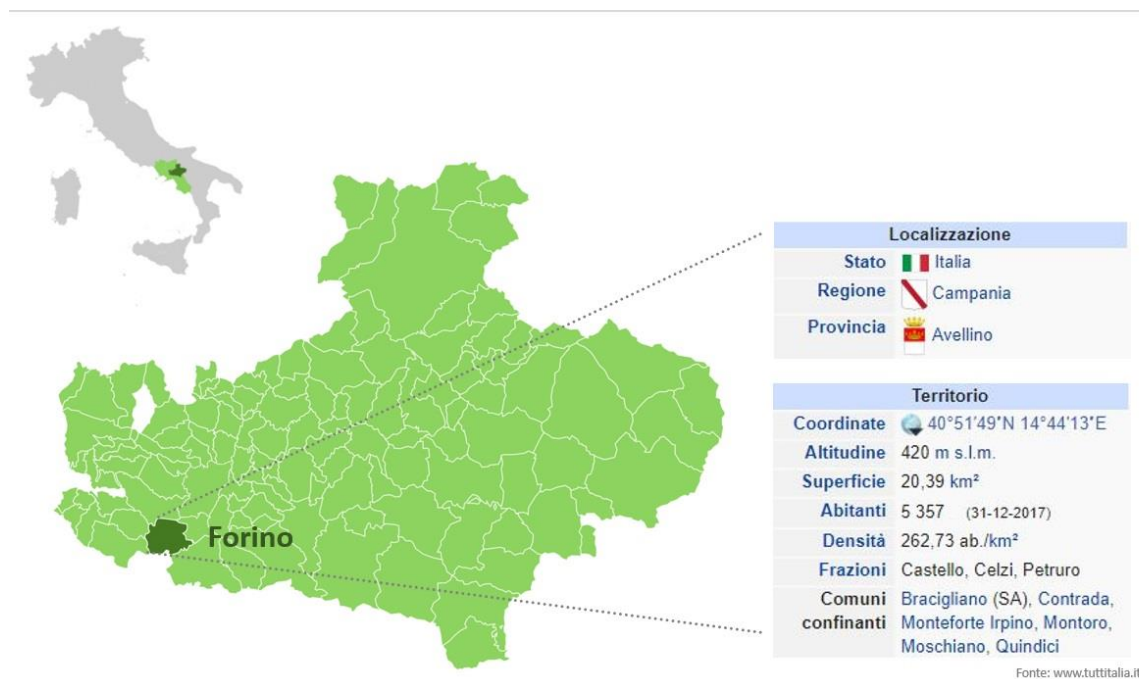 Forino
Localizzazione
Stato Italia
Regione Campania
Provincia Avellino
Territorio
Coordinate 40°51'49"N 14°44'13"E
Altitudine 420 m s.l.m.
Superficie 20,39 km²
Abitanti 5 357 (31-12-2017)
Densità 262,73 ab./km²
Frazioni Castello, Celzi, Petruro
Comuni confinanti Bracigliano (SA), Contrada,
Monteforte Irpino, Montoro,
Moschiano, Quindici
Fonte: www.tuttitalia.it